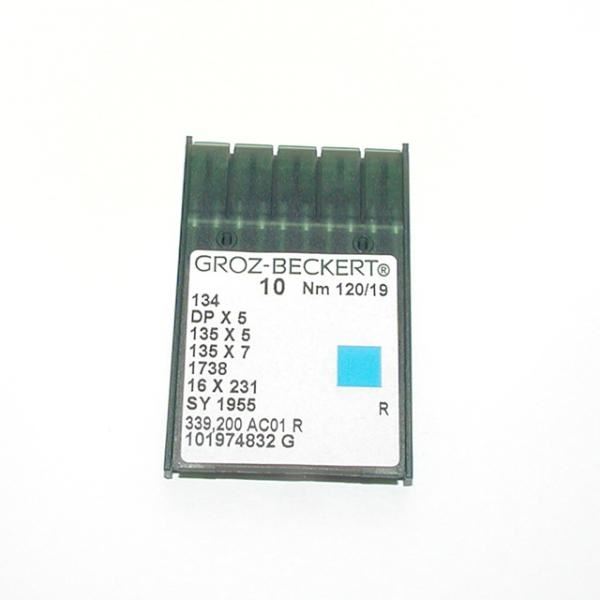 GROZ-BECKERT®
10 Nm 120/19
134
DP X 5
135 X 5
135 X 7
1738
16 X 231
SY 1955
R
339,200 AC01 R
101974832 G